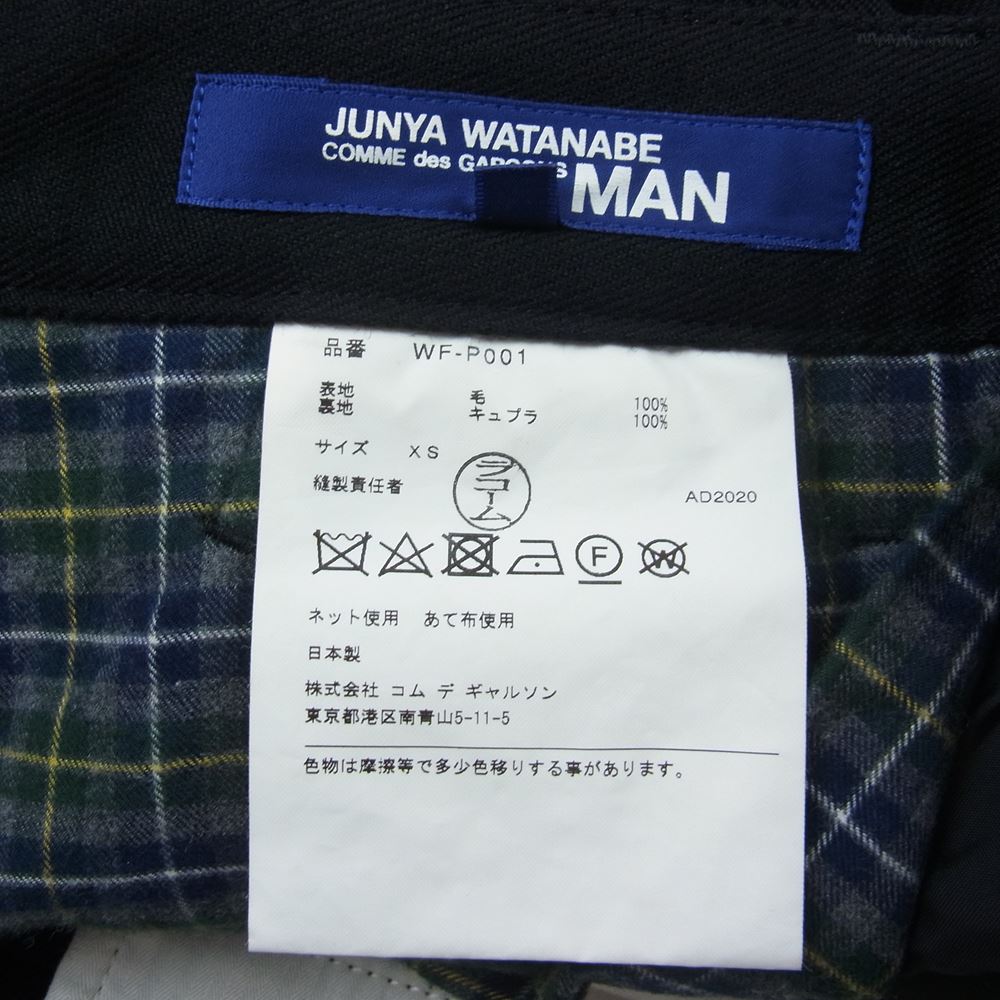 JUNYA WATANABE
COMME des GARÇONS
MAN
品番 WF-P001
表地 毛 100%
裏地 キュプラ 100%
サイズ XS
縫製責任者
AD2020
F
W
ネット使用 あて布使用
日本製
株式会社 コム デ ギャルソン
東京都港区南青山5-11-5
色物は摩擦等で多少色移りする事があります。